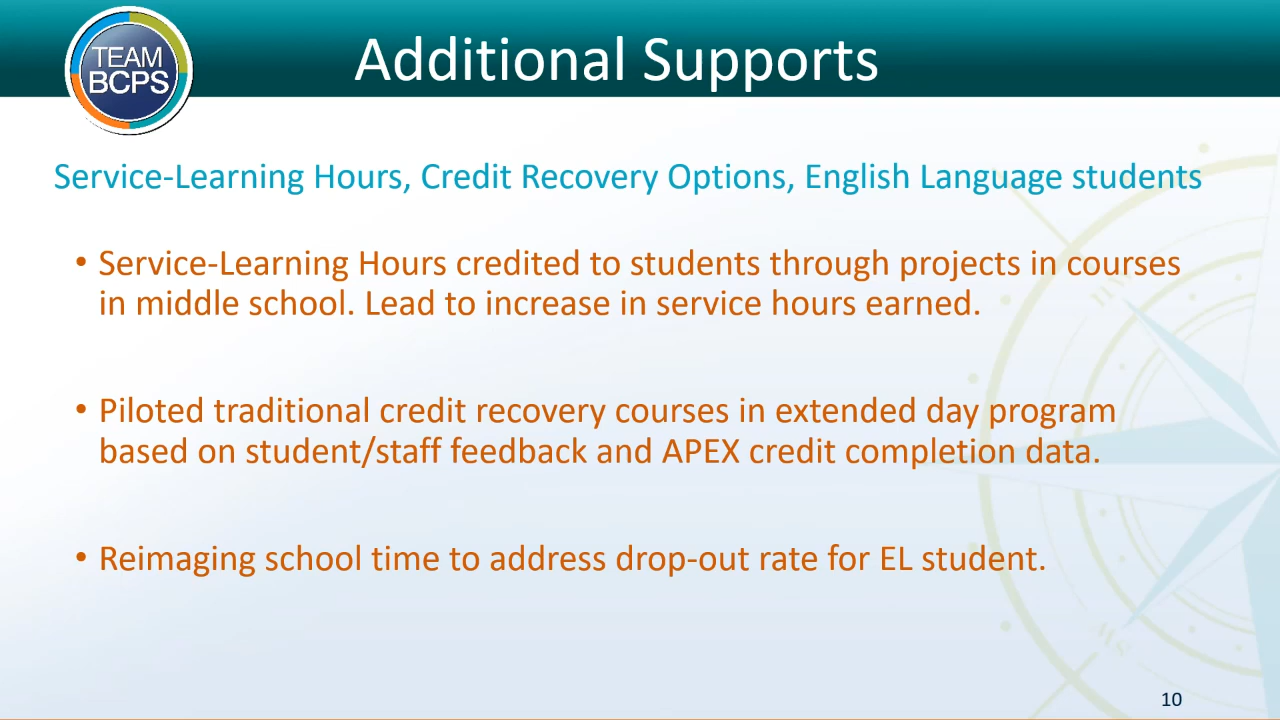 TEAM
BCPS
Additional Supports
Service-Learning Hours, Credit Recovery Options, English Language students
• Service-Learning Hours credited to students through projects in courses
in middle school. Lead to increase in service hours earned.
• Piloted traditional credit recovery courses in extended day program
based on student/staff feedback and APEX credit completion data.
• Reimaging school time to address drop-out rate for EL student.
10